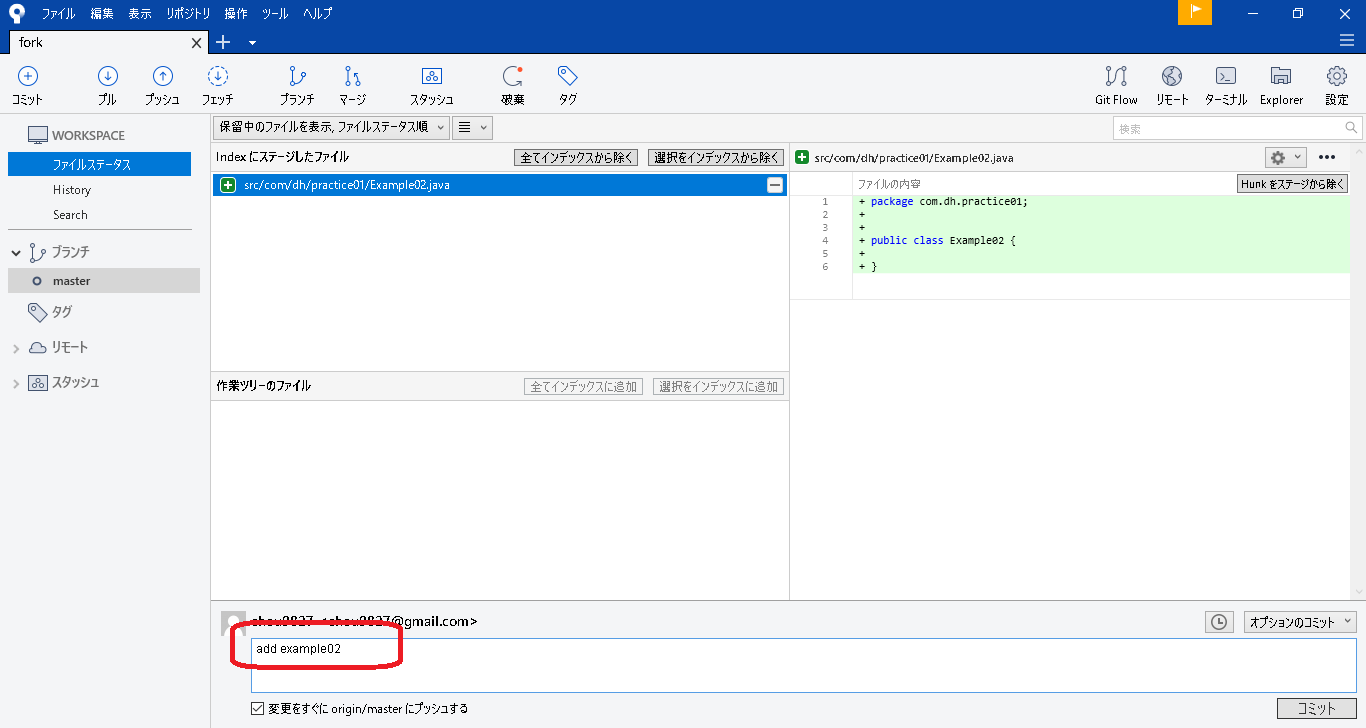 ファイル 編集 表示 リポジトリ 操作 ツール ヘルプ
fork
コミット プル プッシュ フェッチ ブランチ マージ スタッシュ 破棄 タグ Git Flow リモート ターミナル Explorer 設定
WORKSPACE
ファイルステータス
History
Search
ブランチ
master
タグ
リモート
スタッシュ
保留中のファイルを表示, ファイルステータス順
検索
Indexにステージしたファイル 全てインデックスから除く 選択をインデックスから除く
src/com/dh/practice01/Example02.java
作業ツリーのファイル 全てインデックスに追加 選択をインデックスに追加
src/com/dh/practice01/Example02.java
ファイルの内容 Hunk をステージから除く
1 + package com.dh.practice01;
2 +
3 +
4 + public class Example02 {
5 +
6 + }
@gmail.com>
オプションのコミット
add example02
変更をすぐに origin/master にプッシュする
コミット